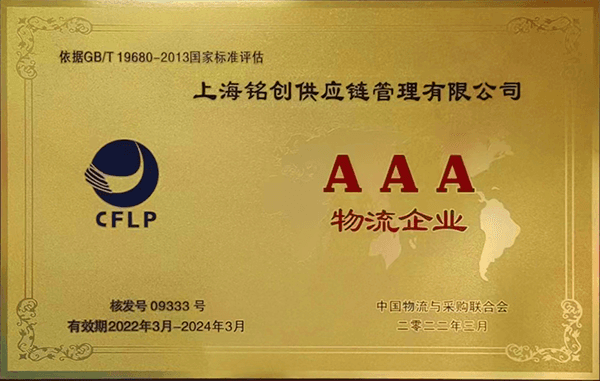 依据GB/T 19680-2013国家标准评估
上海铭创供应链管理有限公司
CFLP
AAA
物流企业
核发号 09333 号
有效期2022年3月-2024年3月
中国物流与采购联合会
二零二二年三月